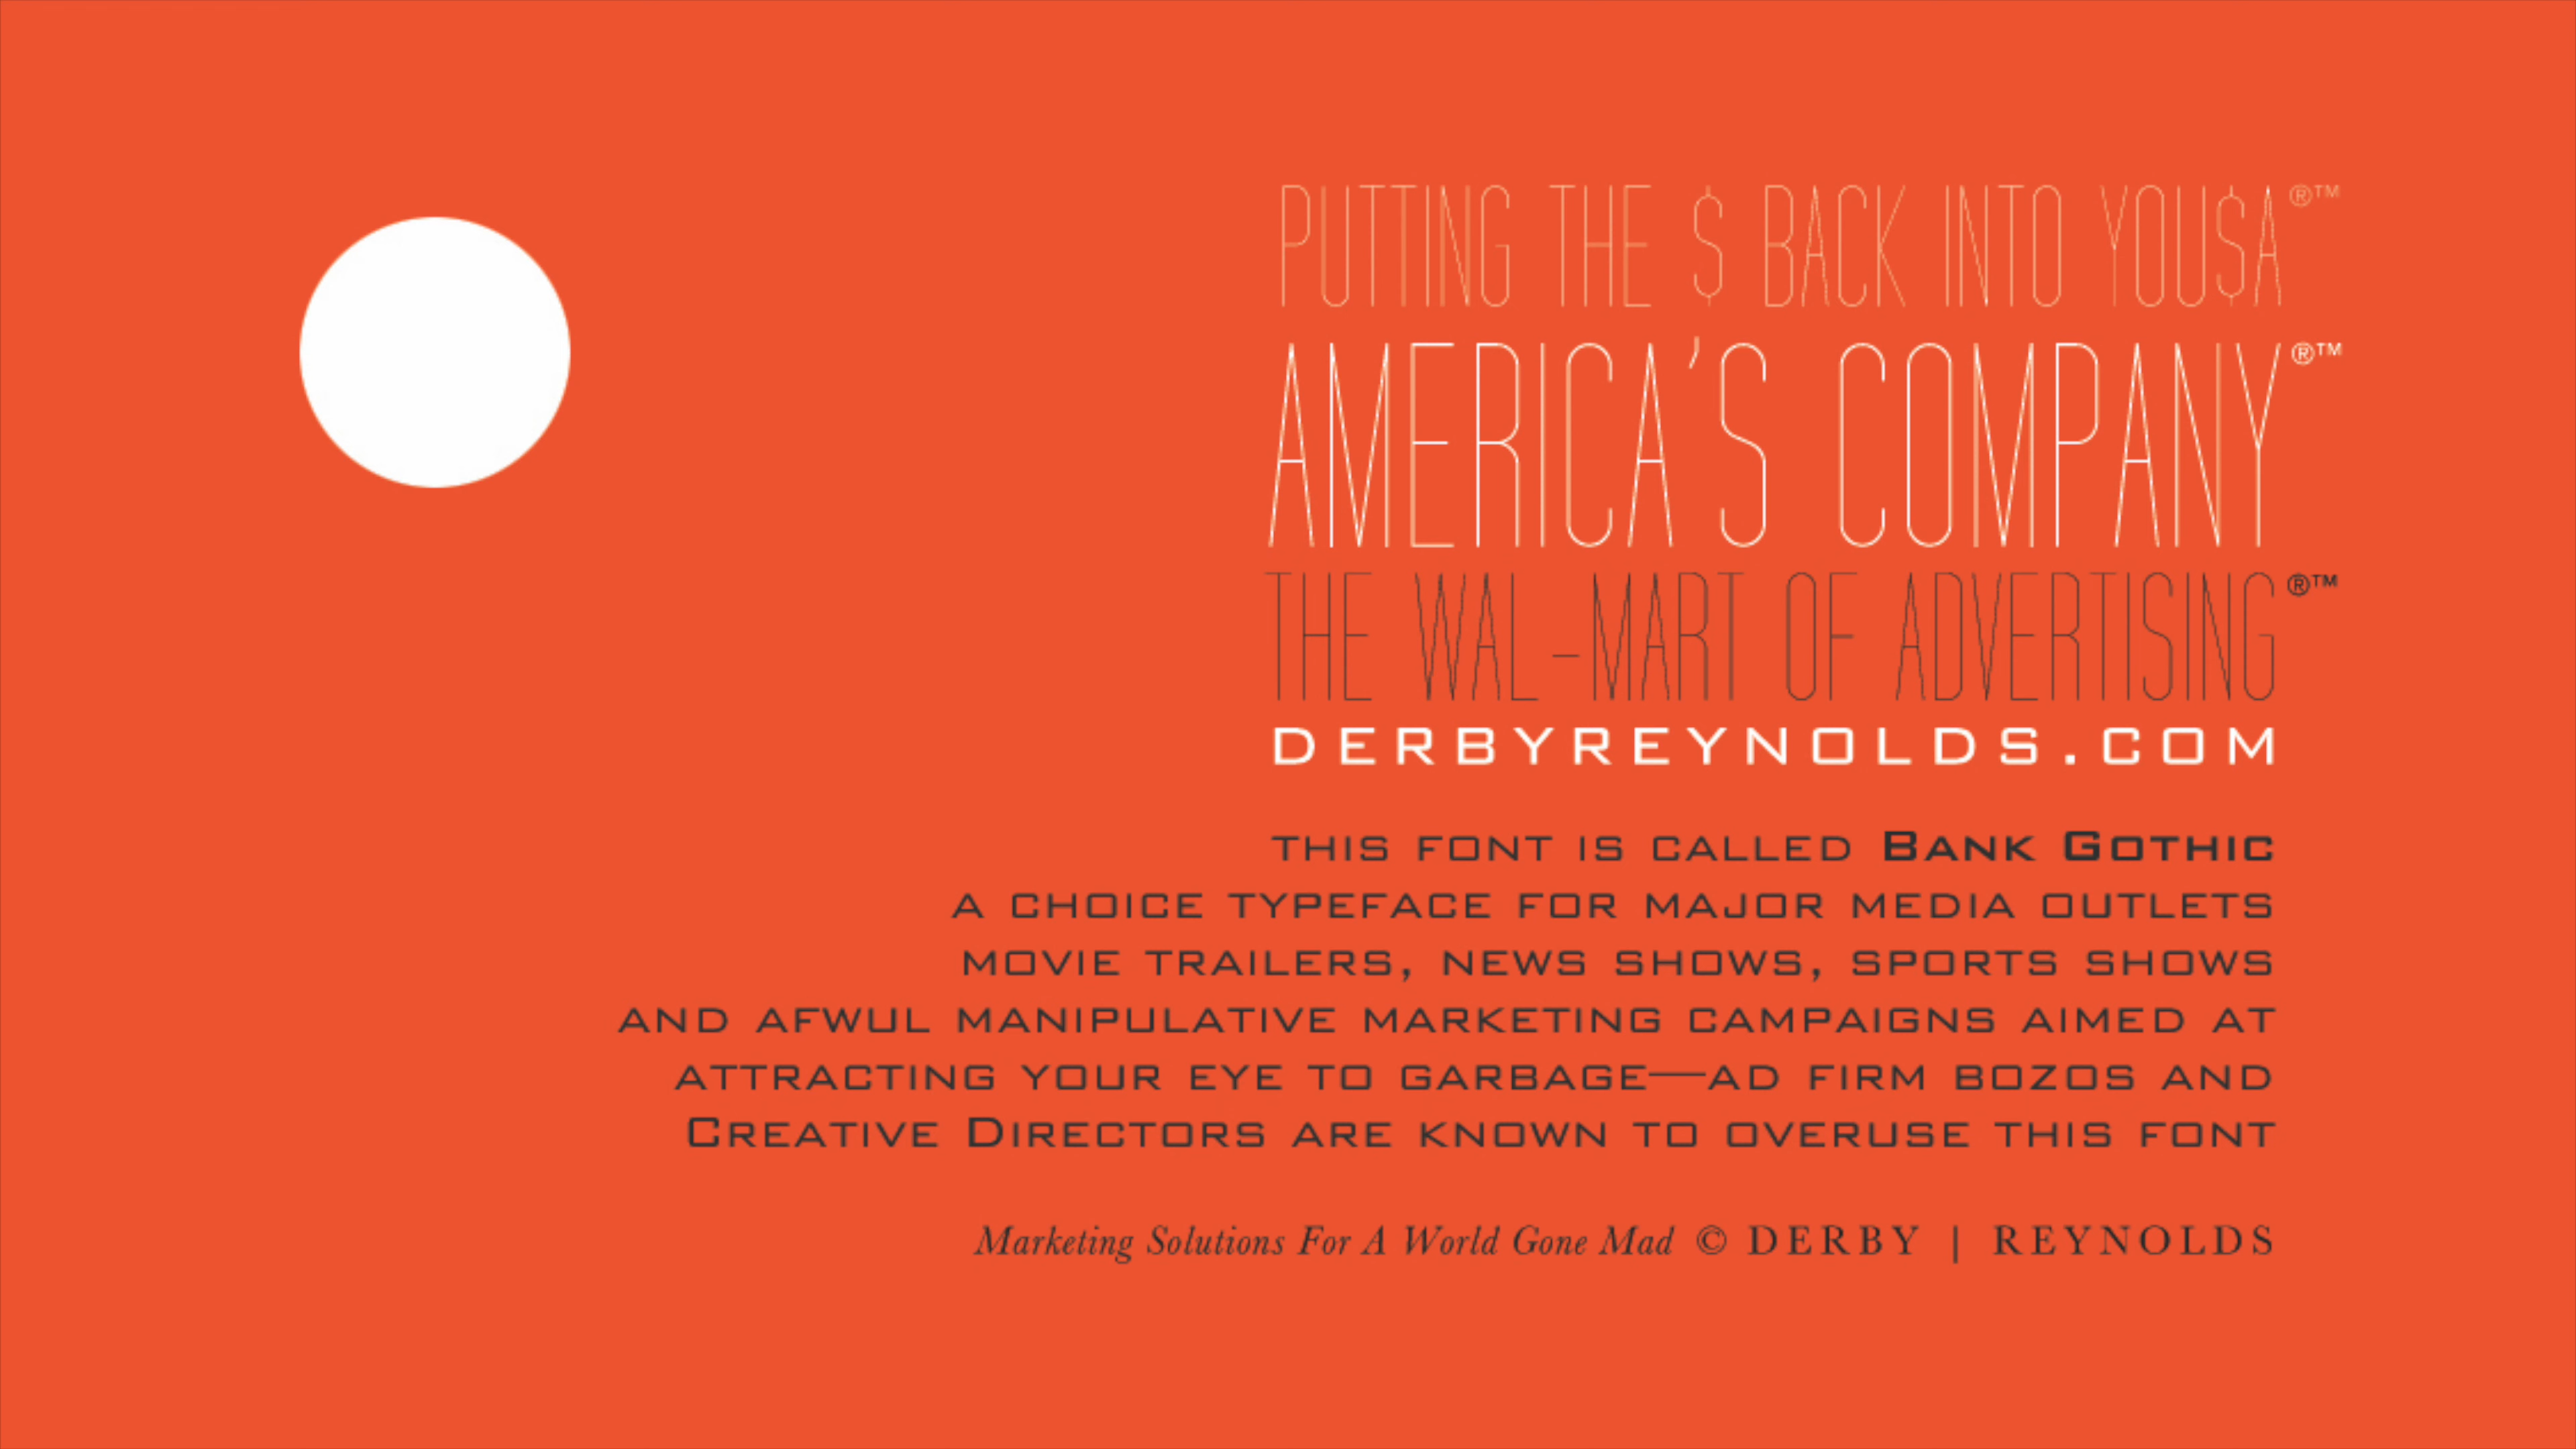 PUTTING THE $ BACK INTO YOU$A®™
AMERICA'S COMPANY®™
THE WAL-MART OF ADVERTISING®™
DERBYREYNOLDS.COM
THIS FONT IS CALLED BANK GOTHIC
A CHOICE TYPEFACE FOR MAJOR MEDIA OUTLETS
MOVIE TRAILERS, NEWS SHOWS, SPORTS SHOWS
AND AFWUL MANIPULATIVE MARKETING CAMPAIGNS AIMED AT
ATTRACTING YOUR EYE TO GARBAGE—AD FIRM BOZOS AND
CREATIVE DIRECTORS ARE KNOWN TO OVERUSE THIS FONT
Marketing Solutions For A World Gone Mad © DERBY | REYNOLDS